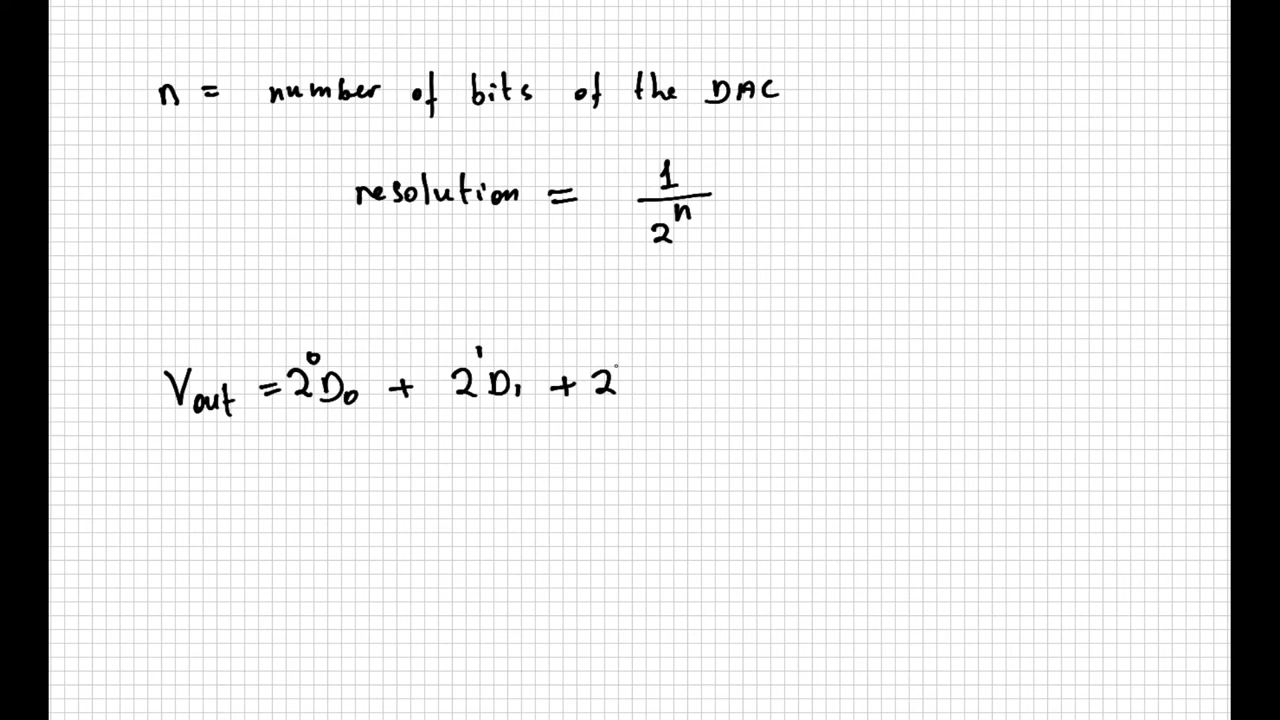 n = number of bits of the DAC
resolution = 1/2^n
V_out = 2^0 D_0 + 2^1 D_1 + 2